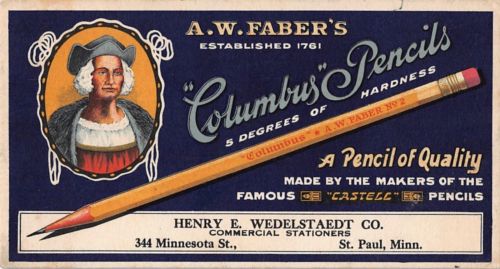 A.W. FABER'S
ESTABLISHED 1761
"Columbus" Pencils
5 DEGREES OF HARDNESS
"Columbus" ★ A.W. FABER No 2
A Pencil of Quality
MADE BY THE MAKERS OF THE
FAMOUS "CASTELL" PENCILS
HENRY E. WEDELSTAEDT CO.
COMMERCIAL STATIONERS
344 Minnesota St., St. Paul, Minn.